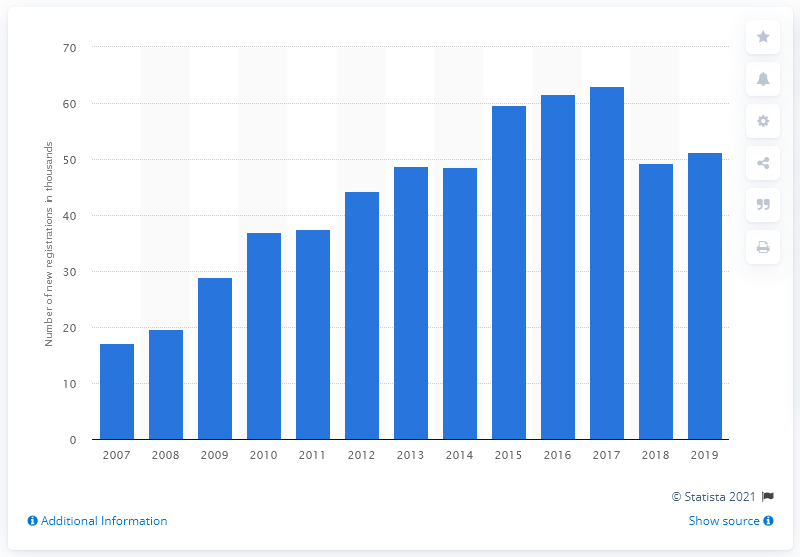 70
60
50
40
30
20
10
0
Number of new registrations in thousands
2007 2008 2009 2010 2011 2012 2013 2014 2015 2016 2017 2018 2019
© Statista 2021
Additional Information
Show source